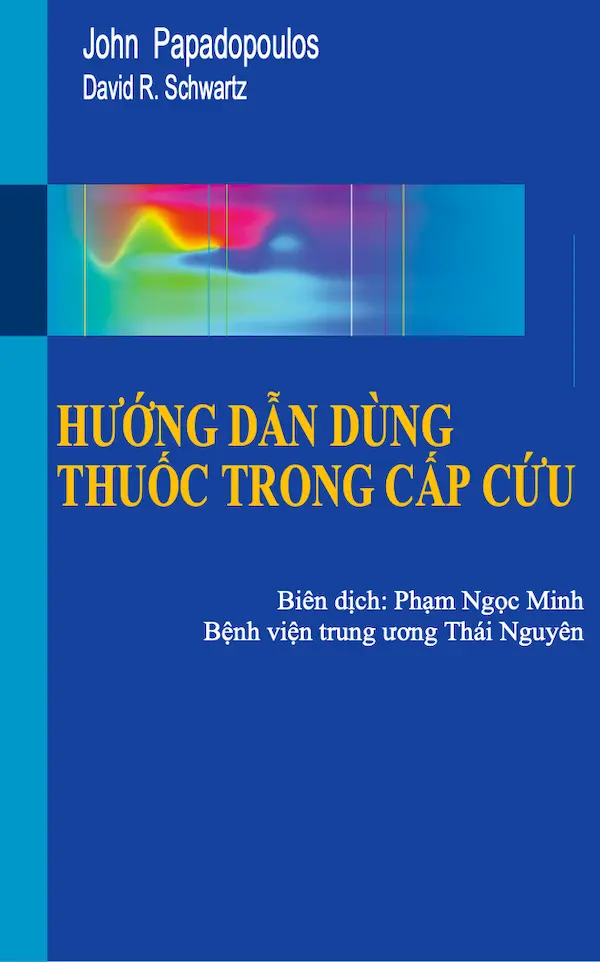 John Papadopoulos
David R. Schwartz
HƯỚNG DẪN DÙNG
THUỐC TRONG CẤP CỨU
Biên dịch: Phạm Ngọc Minh
Bệnh viện trung ương Thái Nguyên